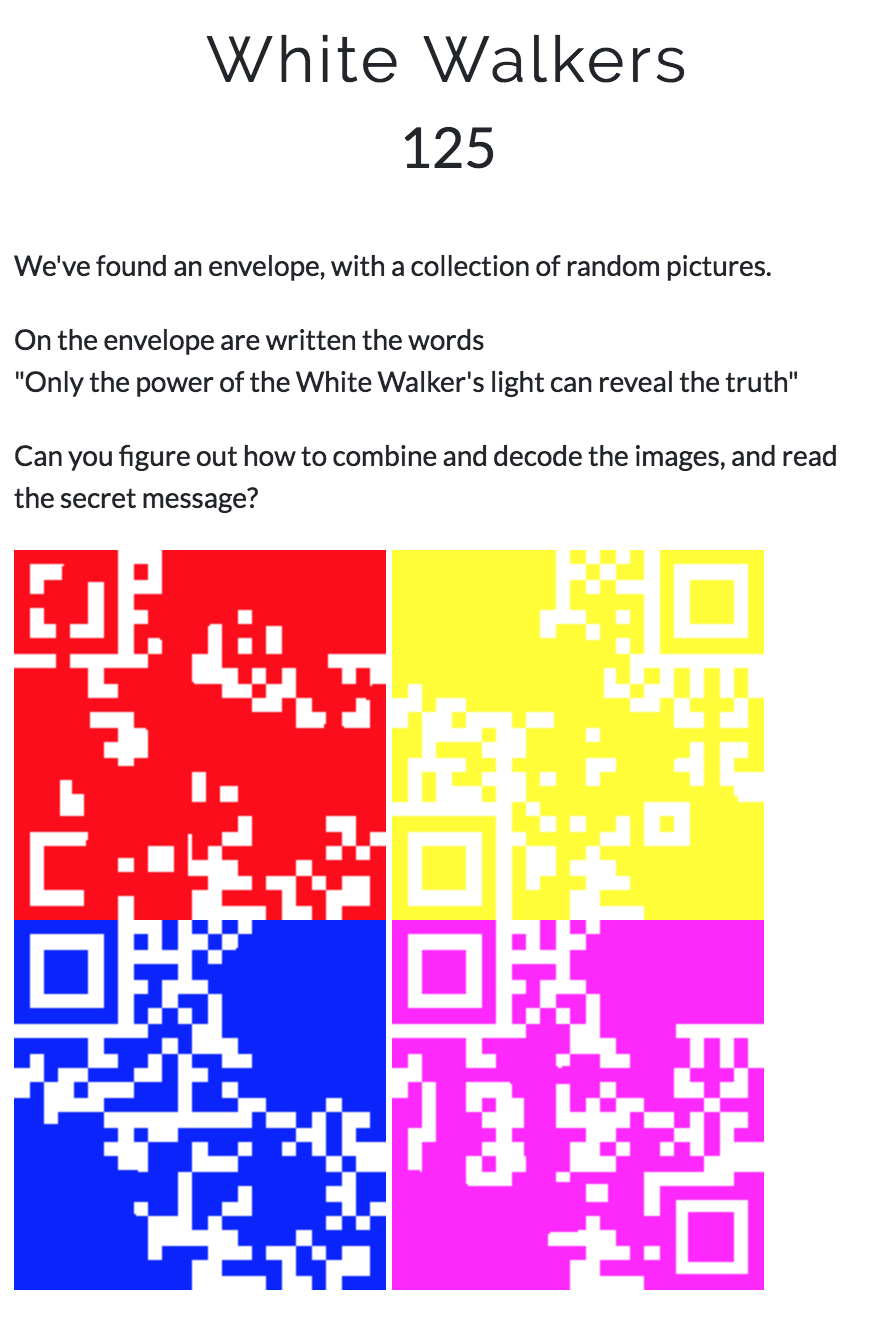 White Walkers
125
We've found an envelope, with a collection of random pictures.
On the envelope are written the words
"Only the power of the White Walker's light can reveal the truth"
Can you figure out how to combine and decode the images, and read
the secret message?